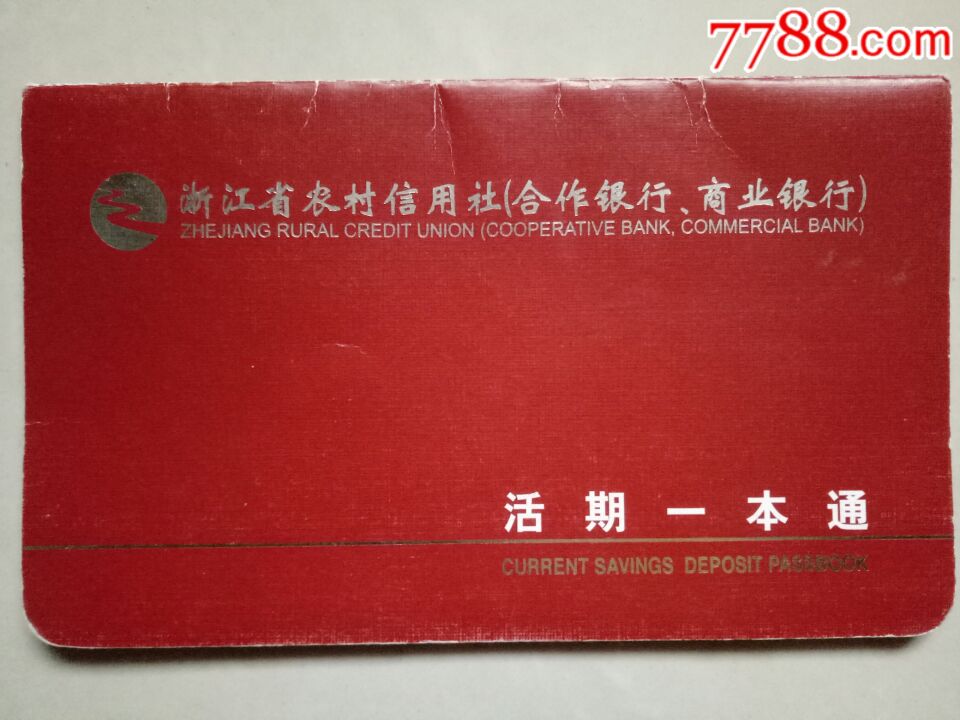 7788.com
浙江省农村信用社(合作银行、商业银行)
ZHEJIANG RURAL CREDIT UNION (COOPERATIVE BANK, COMMERCIAL BANK)
活期一本通
CURRENT SAVINGS DEPOSIT PASSBOOK